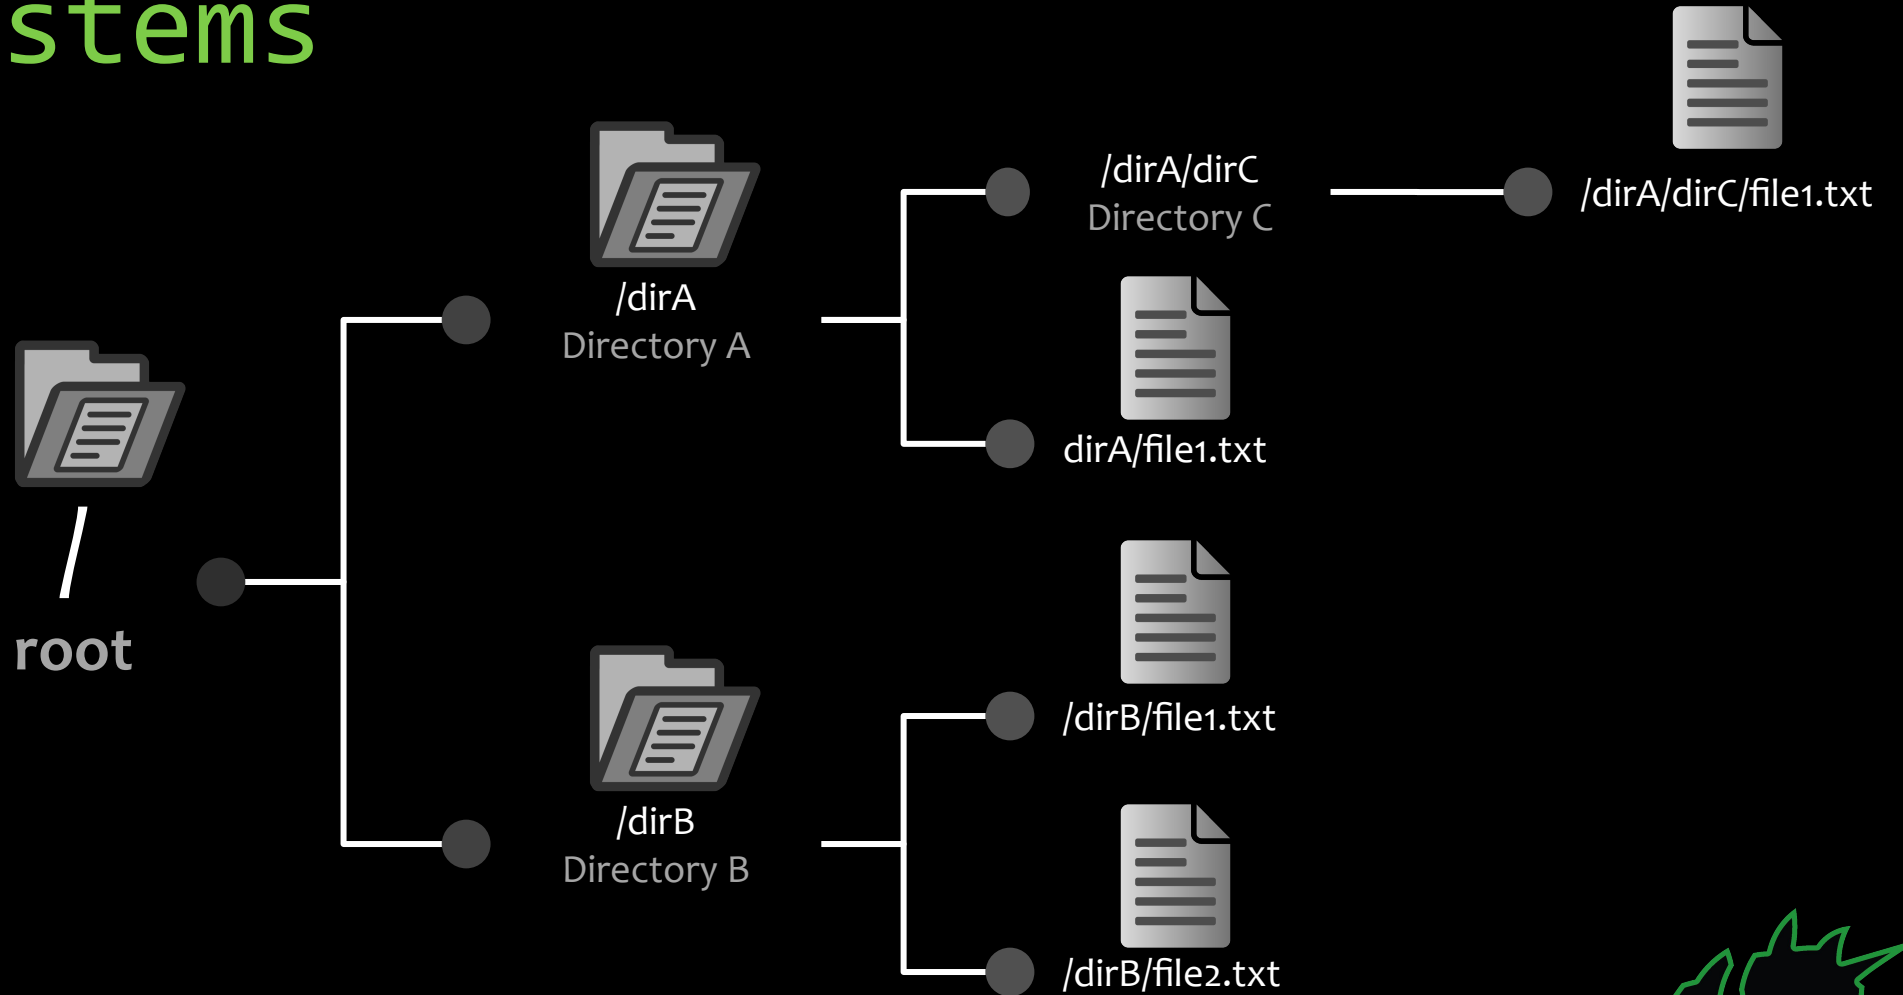 stems
/
root
/dirA
Directory A
/dirA/dirC
Directory C
/dirA/dirC/file1.txt
dirA/file1.txt
/dirB
Directory B
/dirB/file1.txt
/dirB/file2.txt